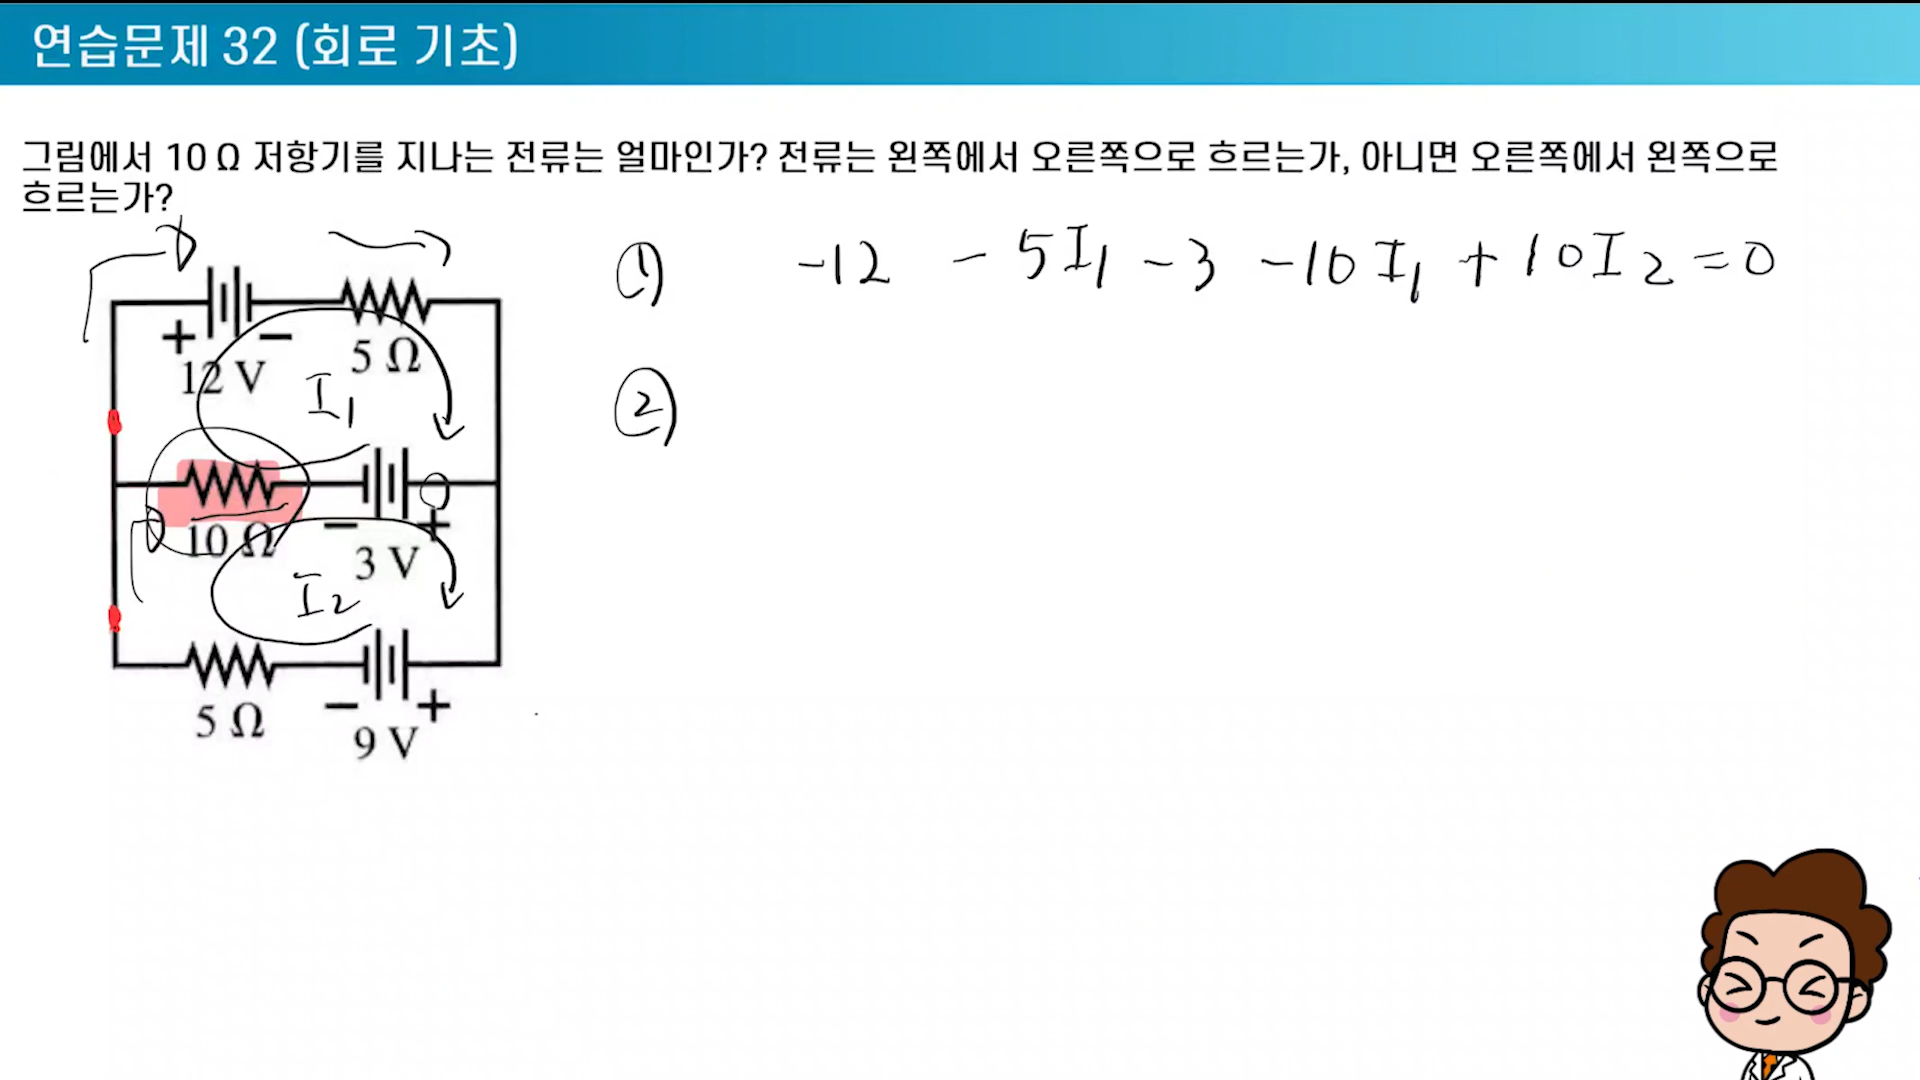 연습문제 32 (회로 기초)
그림에서 10 Ω 저항기를 지나는 전류는 얼마인가? 전류는 왼쪽에서 오른쪽으로 흐르는가, 아니면 오른쪽에서 왼쪽으로
흐르는가?
① -12 - 5I₁ - 3 - 10I₁ + 10I₂ = 0
②
+ −
12 V
5 Ω
I₁
10 Ω
− +
3 V
I₂
5 Ω
− +
9 V